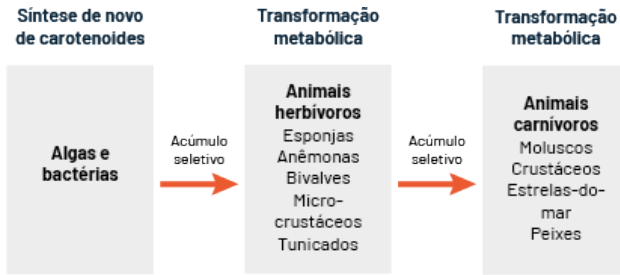 Síntese de novo
de carotenoides
Algas e
bactérias
Acúmulo
seletivo
Transformação
metabólica
Animais
herbívoros
Esponjas
Anêmonas
Bivalves
Micro-
crustáceos
Tunicados
Acúmulo
seletivo
Transformação
metabólica
Animais
carnívoros
Moluscos
Crustáceos
Estrelas-do-
mar
Peixes